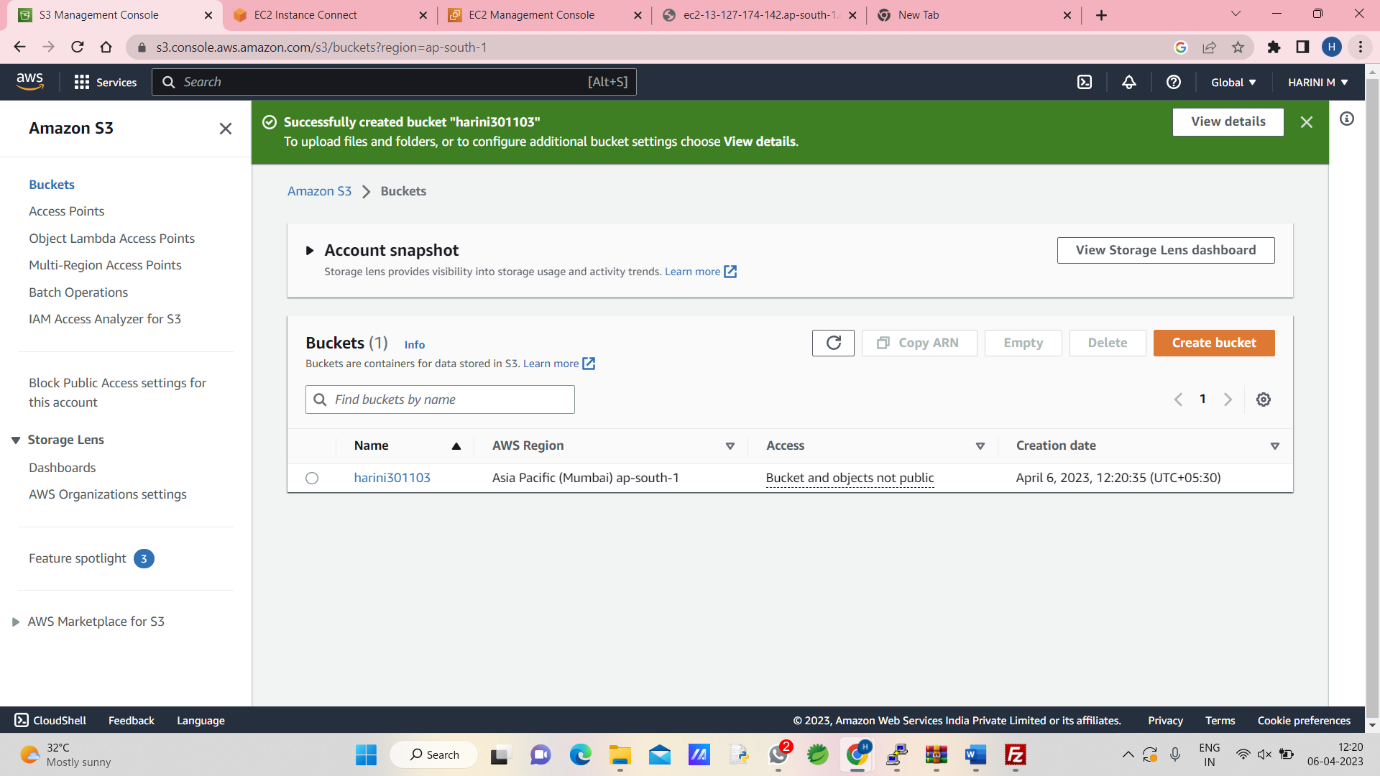 S3 Management Console
EC2 Instance Connect
EC2 Management Console
ec2-13-127-174-142.ap-south-1.
New Tab
s3.console.aws.amazon.com/s3/buckets?region=ap-south-1
H
aws
Services
Search
[Alt+S]
Global
HARINI M
Amazon S3
Buckets
Access Points
Object Lambda Access Points
Multi-Region Access Points
Batch Operations
IAM Access Analyzer for S3
Block Public Access settings for
this account
Storage Lens
Dashboards
AWS Organizations settings
Feature spotlight 3
AWS Marketplace for S3
Successfully created bucket "harini301103"
To upload files and folders, or to configure additional bucket settings choose View details.
View details
Amazon S3 > Buckets
Account snapshot
Storage lens provides visibility into storage usage and activity trends. Learn more
View Storage Lens dashboard
Buckets (1) Info
Buckets are containers for data stored in S3. Learn more
Copy ARN
Empty
Delete
Create bucket
Find buckets by name
1
Name AWS Region Access Creation date
harini301103 Asia Pacific (Mumbai) ap-south-1 Bucket and objects not public April 6, 2023, 12:20:35 (UTC+05:30)
CloudShell Feedback Language
© 2023, Amazon Web Services India Private Limited or its affiliates. Privacy Terms Cookie preferences
32°C
Mostly sunny
Search
2
H
ENG
IN
12:20
06-04-2023